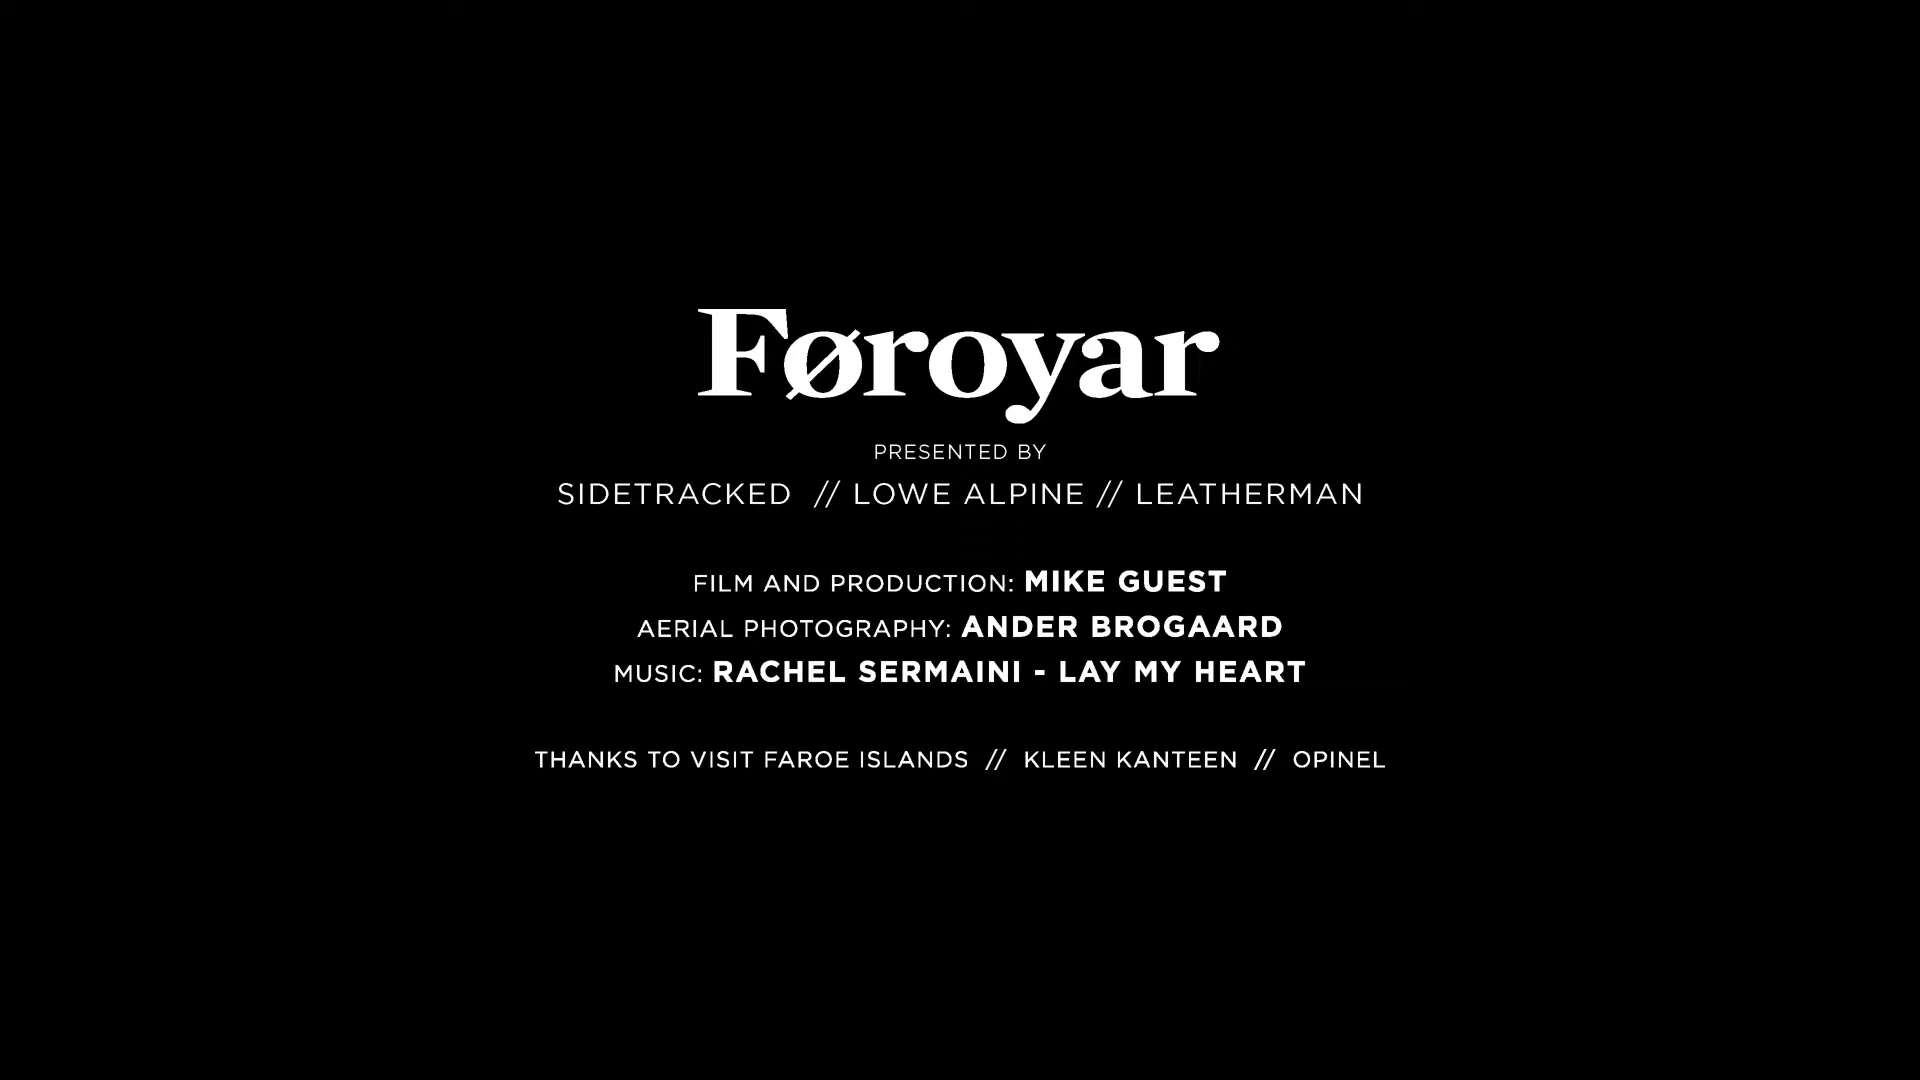 Føroyar
PRESENTED BY
SIDETRACKED // LOWE ALPINE // LEATHERMAN
FILM AND PRODUCTION: MIKE GUEST
AERIAL PHOTOGRAPHY: ANDER BROGAARD
MUSIC: RACHEL SERMAINI - LAY MY HEART
THANKS TO VISIT FAROE ISLANDS // KLEEN KANTEEN // OPINEL